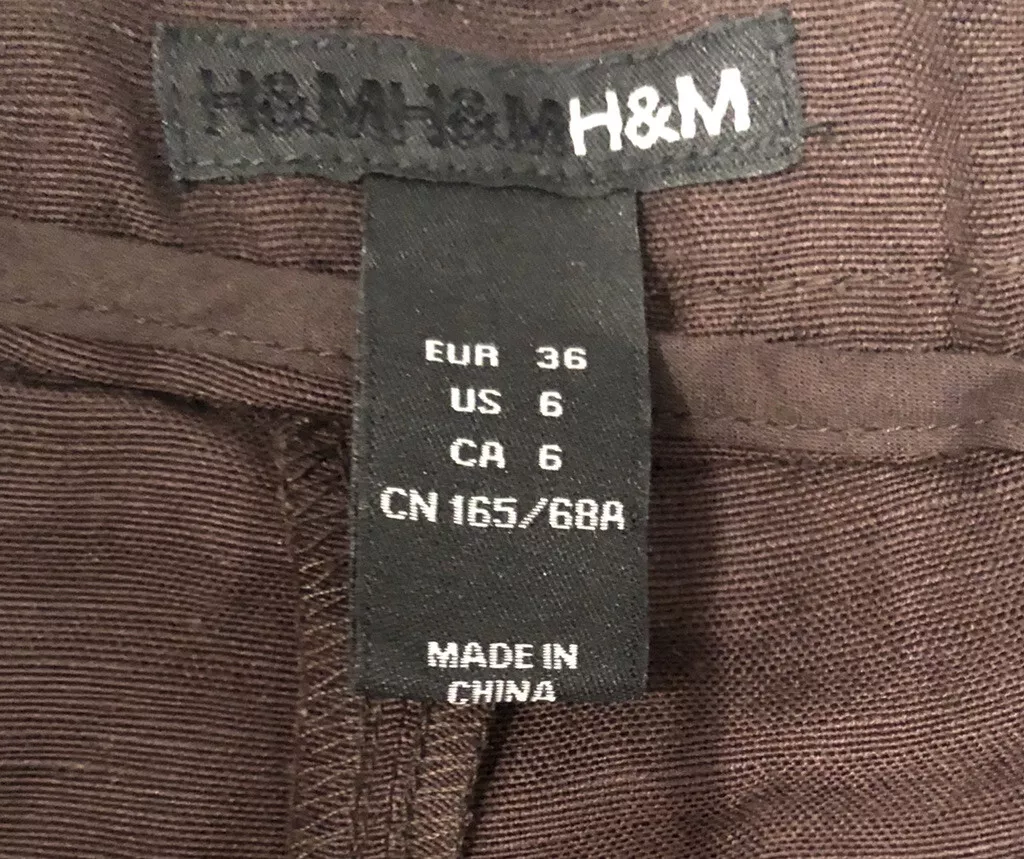 H&MH&MH&M
EUR 36
US 6
CA 6
CN 165/68A
MADE IN
CHINA